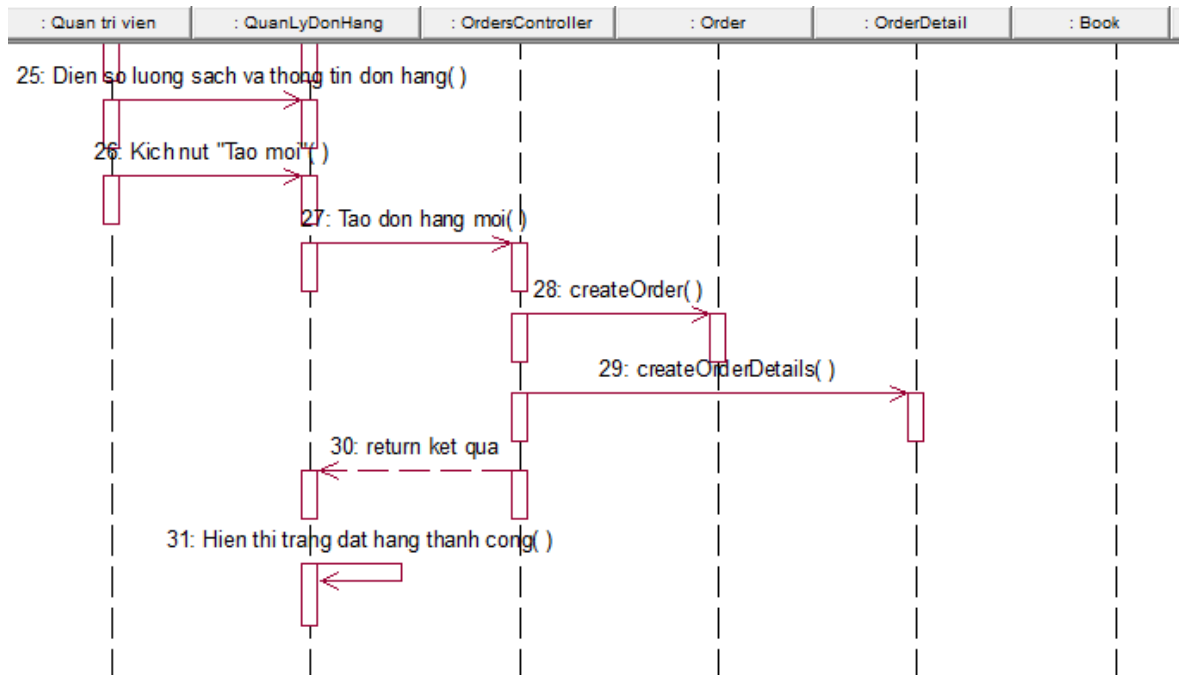 : Quan tri vien
: QuanLyDonHang
: OrdersController
: Order
: OrderDetail
: Book
25: Dien so luong sach va thong tin don hang( )
26: Kich nut "Tao moi"( )
27: Tao don hang moi( )
28: createOrder( )
29: createOrderDetails( )
30: return ket qua
31: Hien thi trang dat hang thanh cong( )